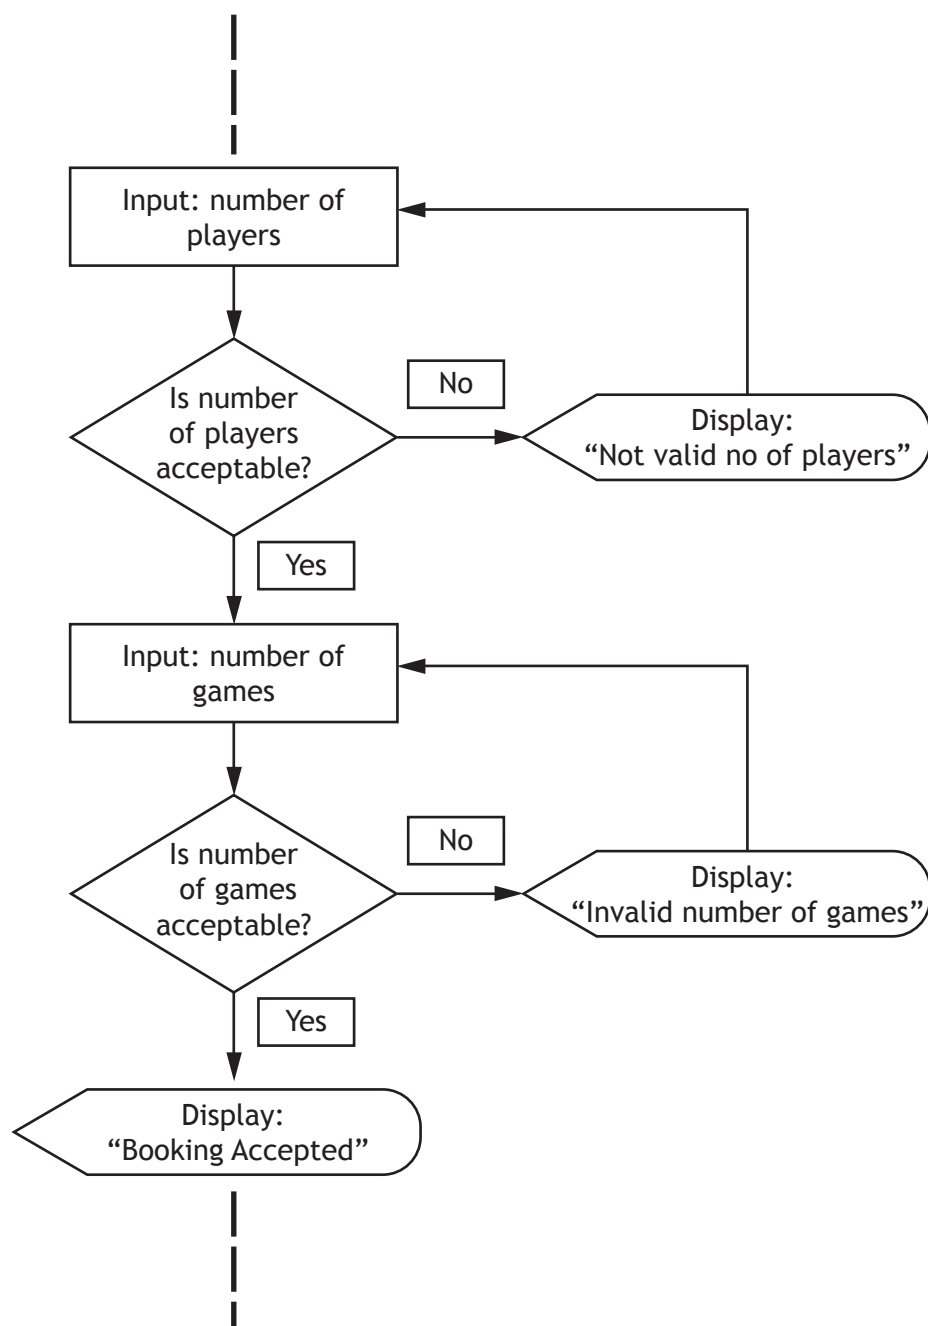 Input: number of
players
Is number
of players
acceptable?
No
Display:
“Not valid no of players”
Yes
Input: number of
games
Is number
of games
acceptable?
No
Display:
“Invalid number of games”
Yes
Display:
“Booking Accepted”